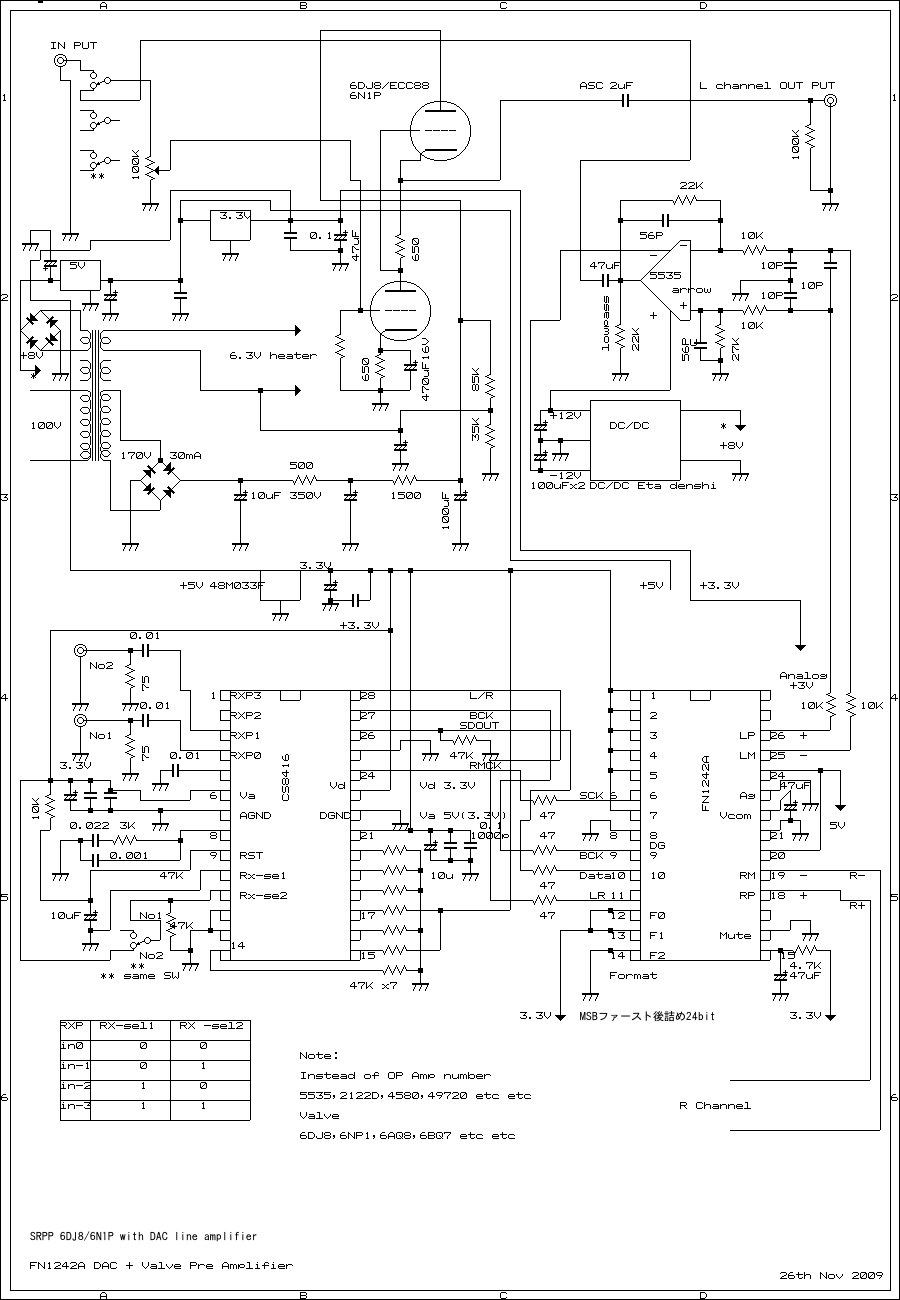 A B C D
IN PUT
6DJ8/ECC88
6N1P
ASC 2uF
L channel OUT PUT
1 1
100K
**
100K
22K
3.3V
0.1
47uF
650
56P
10K
47uF
5535
arrow
10P
10P
10P
5V
2 2
lowpass
22K
56P
27K
10K
+8V
*
6.3V heater
650
470uF16V
85K
35K
100V
+12V
DC/DC
*
+8V
170V 30mA
500
-12V
10uF 350V
1500
100uF
100uFx2 DC/DC Eta denshi
3 3
3.3V
+5V 48M033F
+5V +3.3V
+3.3V
0.01
No2
75
Analog
+3V
4 4
1 RXP3
28
L/R
1
10K 10K
0.01
RXP2
27
BCK
2
No1
75
RXP1
26
SDOUT
3
LP 26 +
0.01
RXP0
47K
4
LM 25 -
3.3V
CS8416
24
RMCK
5
FN1242A
24
Vd
Vd 3.3V
47uF
10K
6 Va
SCK 6 6
Ag
AGND
DGND
Va 5V(3.3V)
47
7
Vcom
5V
0.022 3K
8
21
0.1
1000p
8 8
DG
21
0.001
9 RST
10u
47
BCK 9 9
20
47K
Rx-se1
47
Data10 10
RM 19 - R-
5 5
Rx-se2
LR 11
RP 18 + R+
10uF
No1
47K
17
47
12 F0
13 F1
Mute
No2
14
15
14 F2
15
4.7K
**
** same SW
Format
47uF
47K x7
3.3V
MSBファースト後詰め24bit
3.3V
RXP RX-sel1 RX -sel2
in0 0 0
in-1 0 1
in-2 1 0
in-3 1 1
Note:
Instead of OP Amp number
5535,2122D,4580,49720 etc etc
Valve
6DJ8,6NP1,6AQ8,6BQ7 etc etc
6 6
R Channel
SRPP 6DJ8/6N1P with DAC line amplifier
FN1242A DAC + Valve Pre Amplifier
26th Nov 2009
A B C D